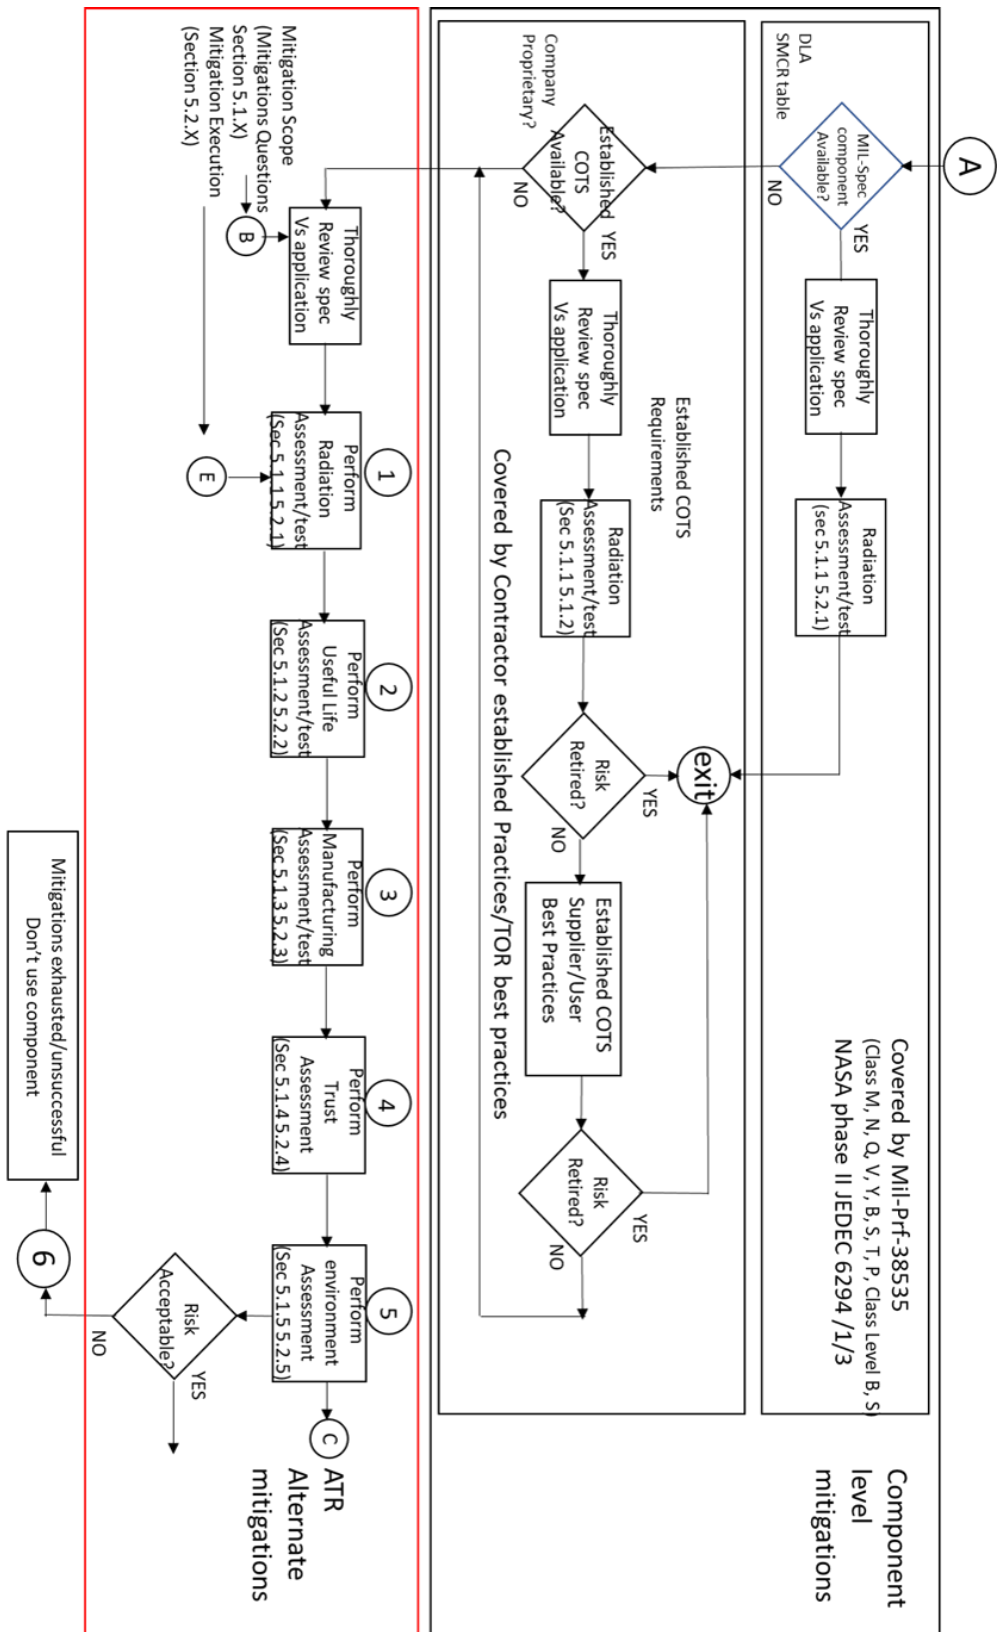 A
DLA
SMCR table
MIL-Spec
component
Available?
YES
NO
Thoroughly
Review spec
Vs application
Radiation
Assessment/test
(sec 5.1.1 5.2.1)
Covered by Mil-Prf-38535
(Class M, N, Q, V, Y, B, S, T, P, Class Level B, S)
NASA phase II JEDEC 6294 /1/3
Component
level
mitigations
Company
Proprietary?
Established
COTS
Available?
YES
NO
Thoroughly
Review spec
Vs application
Established COTS
Requirements
Radiation
Assessment/test
(Sec 5.1.1 5.1.2)
exit
Risk
Retired?
YES
NO
Established COTS
Supplier/User
Best Practices
Risk
Retired?
YES
NO
Covered by Contractor established Practices/TOR best practices
Mitigation Scope
(Mitigations Questions
Section 5.1.X)
Mitigation Execution
(Section 5.2.X)
B
Thoroughly
Review spec
Vs application
1
Perform
Radiation
Assessment/test
(Sec 5.1.1 5.2.1)
E
2
Perform
Useful Life
Assessment/test
(Sec 5.1.2 5.2.2)
3
Perform
Manufacturing
Assessment/test
(Sec 5.1.3 5.2.3)
4
Perform
Trust
Assessment
(Sec 5.1.4 5.2.4)
5
Perform
environment
Assessment
(Sec 5.1.5 5.2.5)
C
ATR
Alternate
mitigations
Risk
Acceptable?
YES
NO
6
Mitigations exhausted/unsuccessful
Don't use component